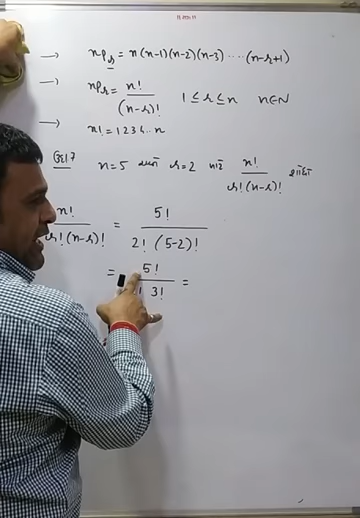 → nPr = n(n-1)(n-2)(n-3) ---- (n-r+1)
→ nPr = n! / (n-r)! 1 ≤ r ≤ n n∈N
→ n! = 1 2 3 4 .. n
n = 5 અને r = 2 માટે n! / r!(n-r)! શોધો
n! / r!(n-r)! = 5! / 2! (5-2)!
= 5! / ! 3! =